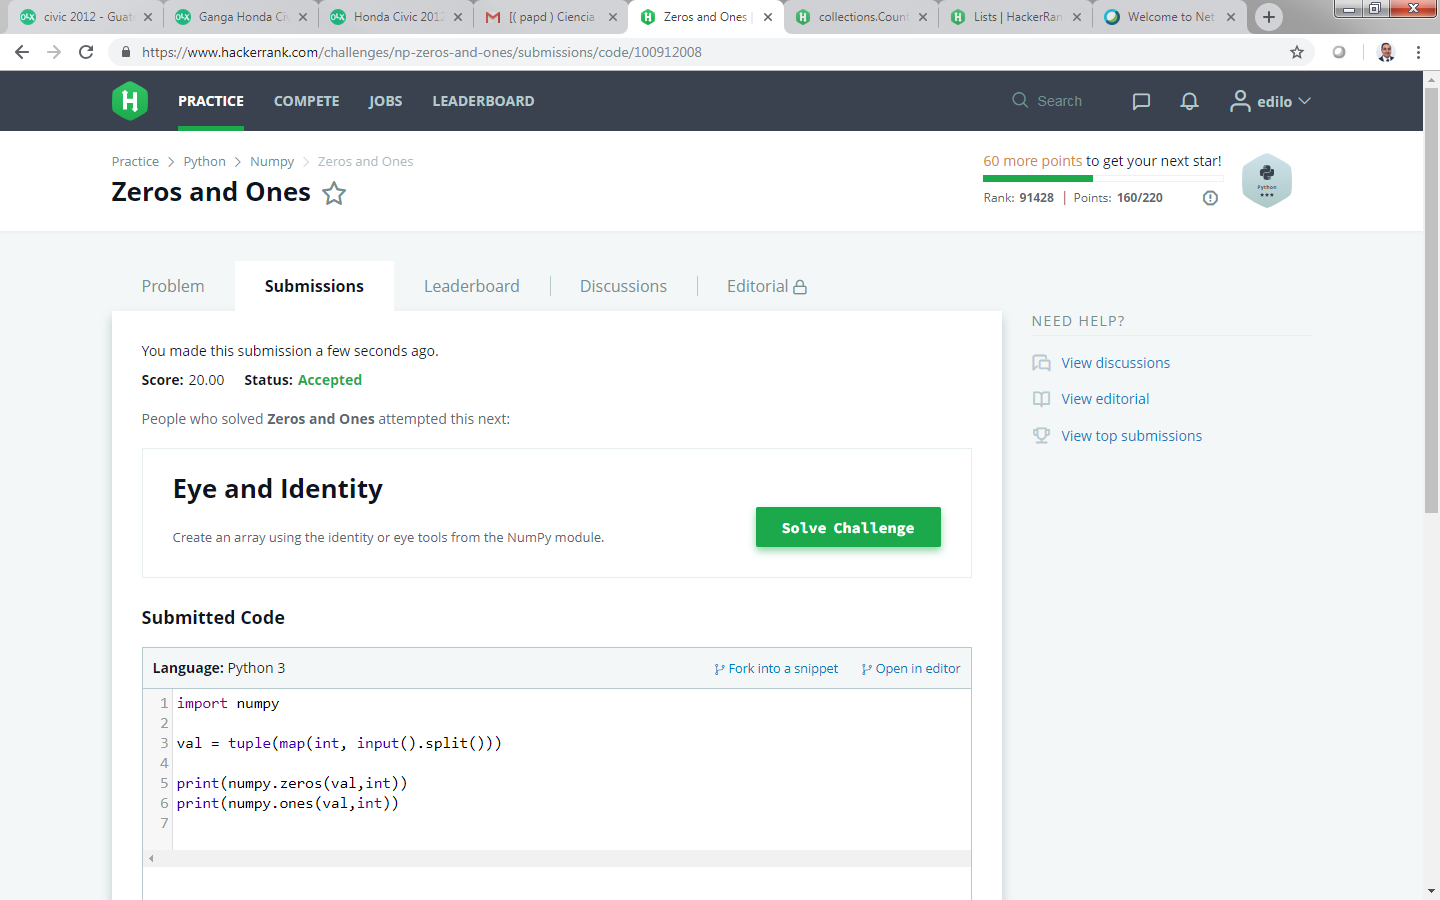 civic 2012 - Guat
Ganga Honda Civ
Honda Civic 2012
[( papd ) Ciencia
Zeros and Ones |
collections.Count
Lists | HackerRan
Welcome to Net
https://www.hackerrank.com/challenges/np-zeros-and-ones/submissions/code/100912008
PRACTICE COMPETE JOBS LEADERBOARD Search edilo
Practice > Python > Numpy > Zeros and Ones
Zeros and Ones
60 more points to get your next star!
Rank: 91428 | Points: 160/220
Python
Problem Submissions Leaderboard Discussions Editorial
You made this submission a few seconds ago.
Score: 20.00 Status: Accepted
People who solved Zeros and Ones attempted this next:
Eye and Identity
Create an array using the identity or eye tools from the NumPy module.
Solve Challenge
NEED HELP?
View discussions
View editorial
View top submissions
Submitted Code
Language: Python 3 Fork into a snippet Open in editor
1 import numpy
2
3 val = tuple(map(int, input().split()))
4
5 print(numpy.zeros(val,int))
6 print(numpy.ones(val,int))
7